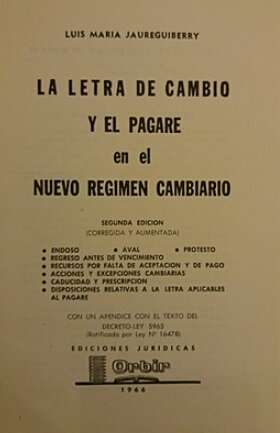 LUIS MARIA JAUREGUIBERRY
LA LETRA DE CAMBIO
Y EL PAGARE
en el
NUEVO REGIMEN CAMBIARIO
SEGUNDA EDICION
(CORREGIDA Y AUMENTADA)
• ENDOSO • AVAL • PROTESTO
• REGRESO ANTES DE VENCIMIENTO
• RECURSOS POR FALTA DE ACEPTACION Y DE PAGO
• ACCIONES Y EXCEPCIONES CAMBIARIAS
• CADUCIDAD Y PRESCRIPCION
• DISPOSICIONES RELATIVAS A LA LETRA APLICABLES
AL PAGARE
CON UN APENDICE CON EL TEXTO DEL
DECRETO-LEY 5965
(Ratificado por Ley Nº 16478)
EDICIONES JURIDICAS
Orbir
1966